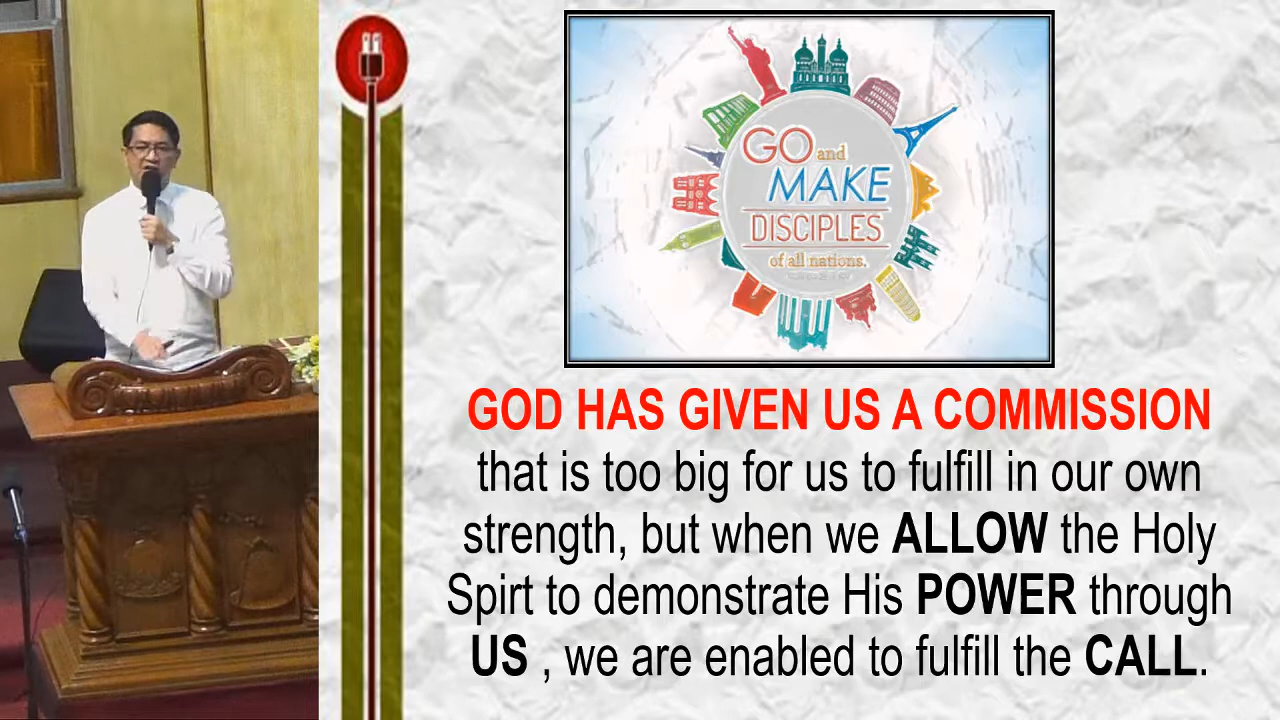 GO and
MAKE
DISCIPLES
of all nations.
GOD HAS GIVEN US A COMMISSION
that is too big for us to fulfill in our own
strength, but when we ALLOW the Holy
Spirt to demonstrate His POWER through
US , we are enabled to fulfill the CALL.